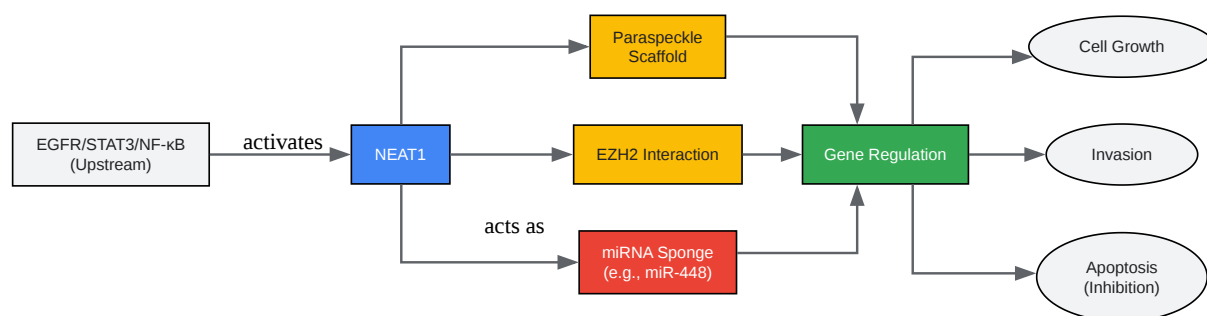 EGFR/STAT3/NF-κB
(Upstream)
activates
NEAT1
Paraspeckle
Scaffold
EZH2 Interaction
acts as
miRNA Sponge
(e.g., miR-448)
Gene Regulation
Cell Growth
Invasion
Apoptosis
(Inhibition)